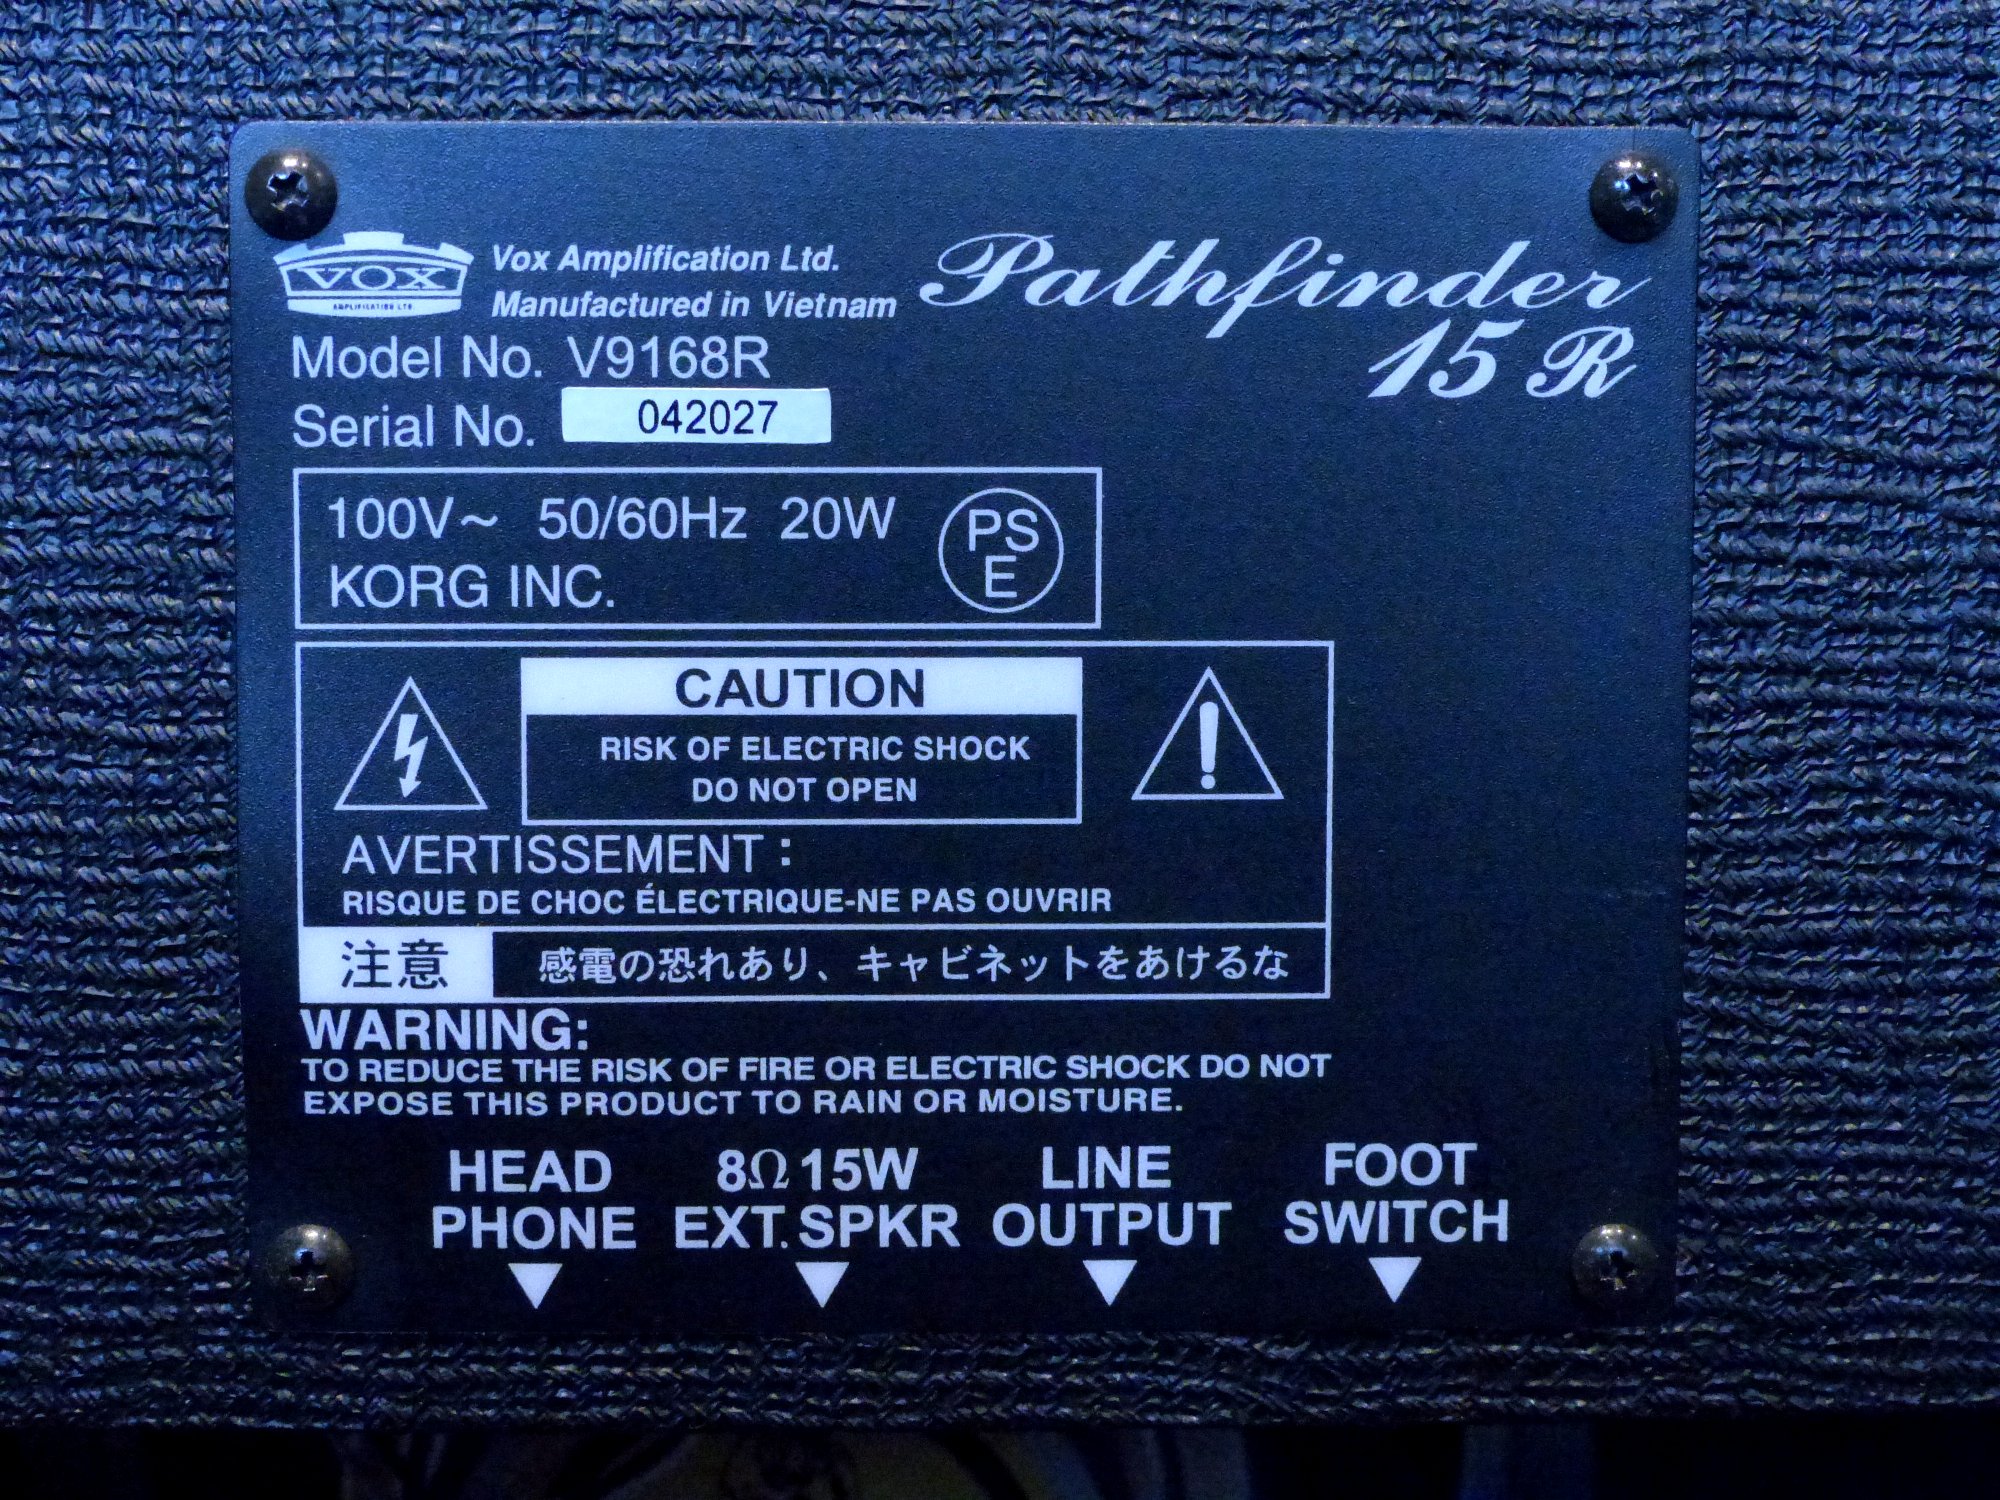 VOX
AMPLIFICATION LTD
Vox Amplification Ltd.
Manufactured in Vietnam
Pathfinder
15 R
Model No. V9168R
Serial No. 042027
100V~ 50/60Hz 20W
KORG INC.
PS
E
CAUTION
RISK OF ELECTRIC SHOCK
DO NOT OPEN
AVERTISSEMENT :
RISQUE DE CHOC ÉLECTRIQUE-NE PAS OUVRIR
注意 感電の恐れあり、キャビネットをあけるな
WARNING:
TO REDUCE THE RISK OF FIRE OR ELECTRIC SHOCK DO NOT
EXPOSE THIS PRODUCT TO RAIN OR MOISTURE.
HEAD
PHONE
8Ω 15W
EXT. SPKR
LINE
OUTPUT
FOOT
SWITCH